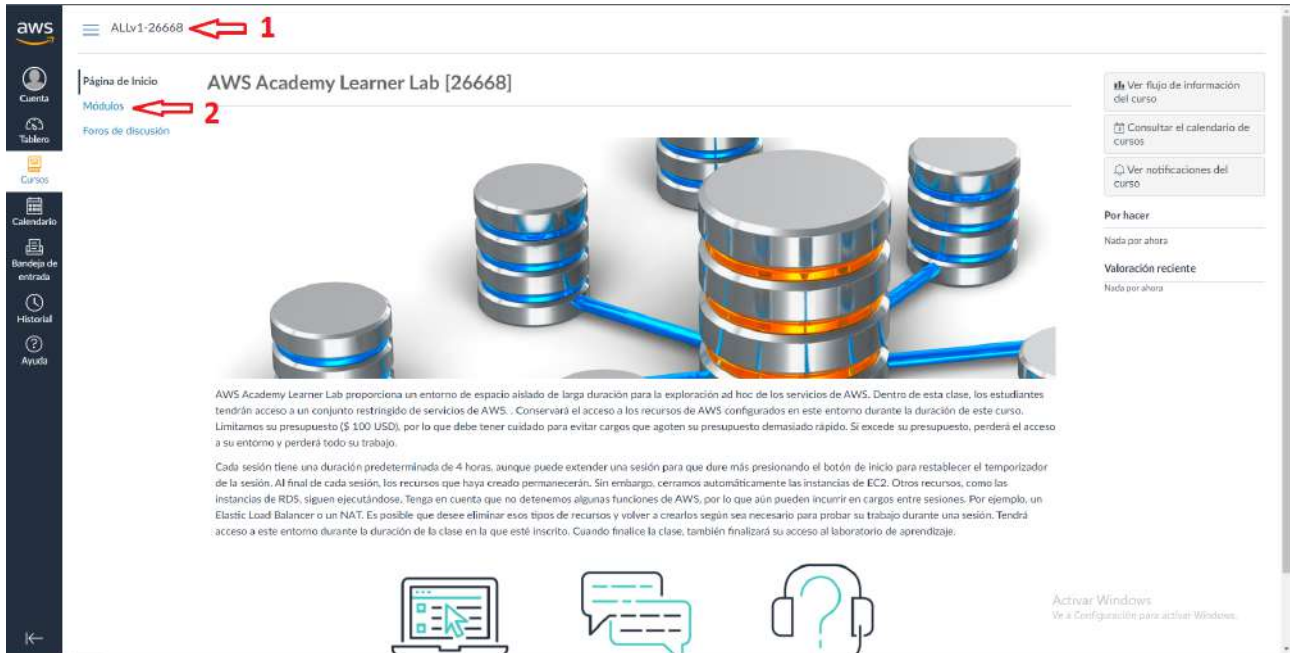 aws
ALLv1-26668
1
Cuenta
Tablero
Cursos
Calendario
Bandeja de
entrada
Historial
Ayuda
Página de Inicio
Módulos
2
Foros de discusión
AWS Academy Learner Lab [26668]
AWS Academy Learner Lab proporciona un entorno de espacio aislado de larga duración para la exploración ad hoc de los servicios de AWS. Dentro de esta clase, los estudiantes
tendrán acceso a un conjunto restringido de servicios de AWS. . Conservará el acceso a los recursos de AWS configurados en este entorno durante la duración de este curso.
Limitamos su presupuesto ($ 100 USD), por lo que debe tener cuidado para evitar cargos que agoten su presupuesto demasiado rápido. Si excede su presupuesto, perderá el acceso
a su entorno y perderá todo su trabajo.
Cada sesión tiene una duración predeterminada de 4 horas, aunque puede extender una sesión para que dure más presionando el botón de inicio para restablecer el temporizador
de la sesión. Al final de cada sesión, los recursos que haya creado permanecerán. Sin embargo, cerramos automáticamente las instancias de EC2. Otros recursos, como las
instancias de RDS, siguen ejecutándose. Tenga en cuenta que no detenemos algunas funciones de AWS, por lo que aún pueden incurrir en cargos entre sesiones. Por ejemplo, un
Elastic Load Balancer o un NAT. Es posible que desee eliminar esos tipos de recursos y volver a crearlos según sea necesario para probar su trabajo durante una sesión. Tendrá
acceso a este entorno durante la duración de la clase en la que esté inscrito. Cuando finalice la clase, también finalizará su acceso al laboratorio de aprendizaje.
Ver flujo de información
del curso
Consultar el calendario de
cursos
Ver notificaciones del
curso
Por hacer
Nada por ahora
Valoración reciente
Nada por ahora
Activar Windows
Ve a Configuración para activar Windows.